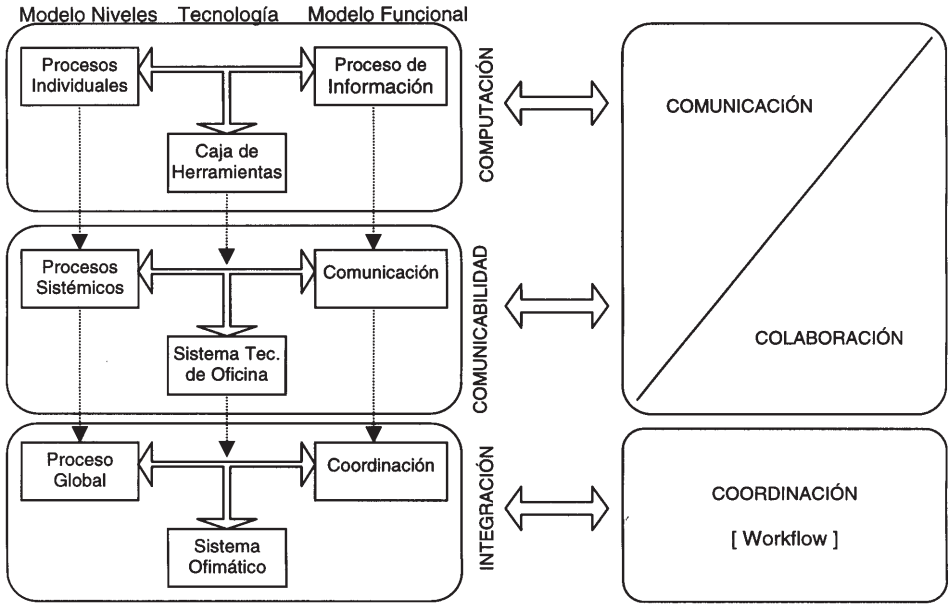 Modelo Niveles Tecnología Modelo Funcional
Procesos
Individuales
Proceso de
Información
Caja de
Herramientas
COMPUTACIÓN
Procesos
Sistémicos
Comunicación
Sistema Tec.
de Oficina
COMUNICABILIDAD
Proceso
Global
Coordinación
Sistema
Ofimático
INTEGRACIÓN
COMUNICACIÓN
COLABORACIÓN
COORDINACIÓN
[ Workflow ]